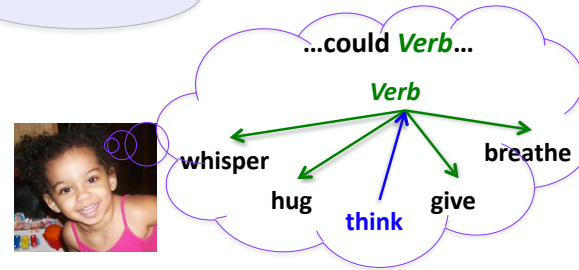 …could Verb…
Verb
whisper
breathe
hug
give
think